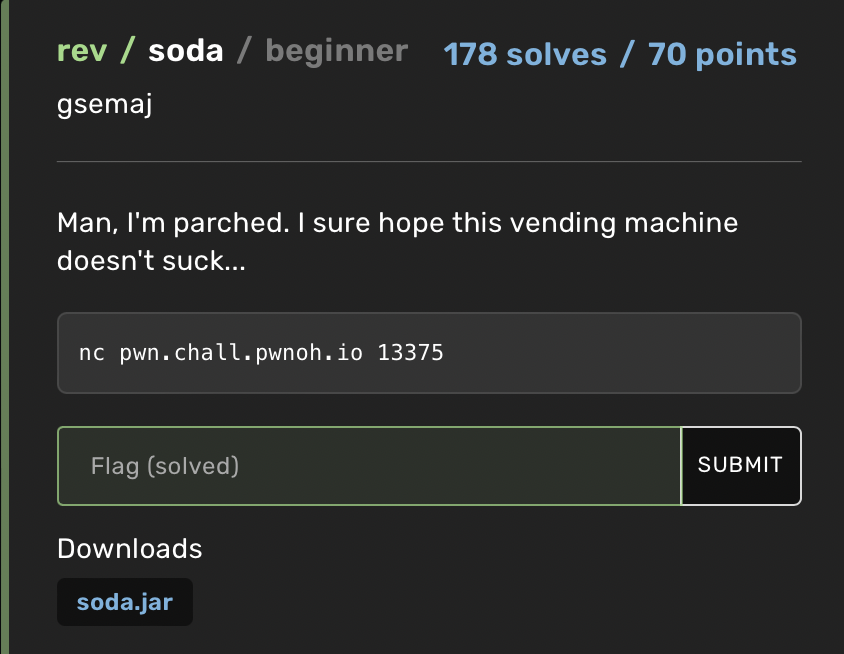 rev / soda / beginner 178 solves / 70 points
gsemaj
Man, I'm parched. I sure hope this vending machine
doesn't suck...
nc pwn.chall.pwnoh.io 13375
Flag (solved) SUBMIT
Downloads
soda.jar